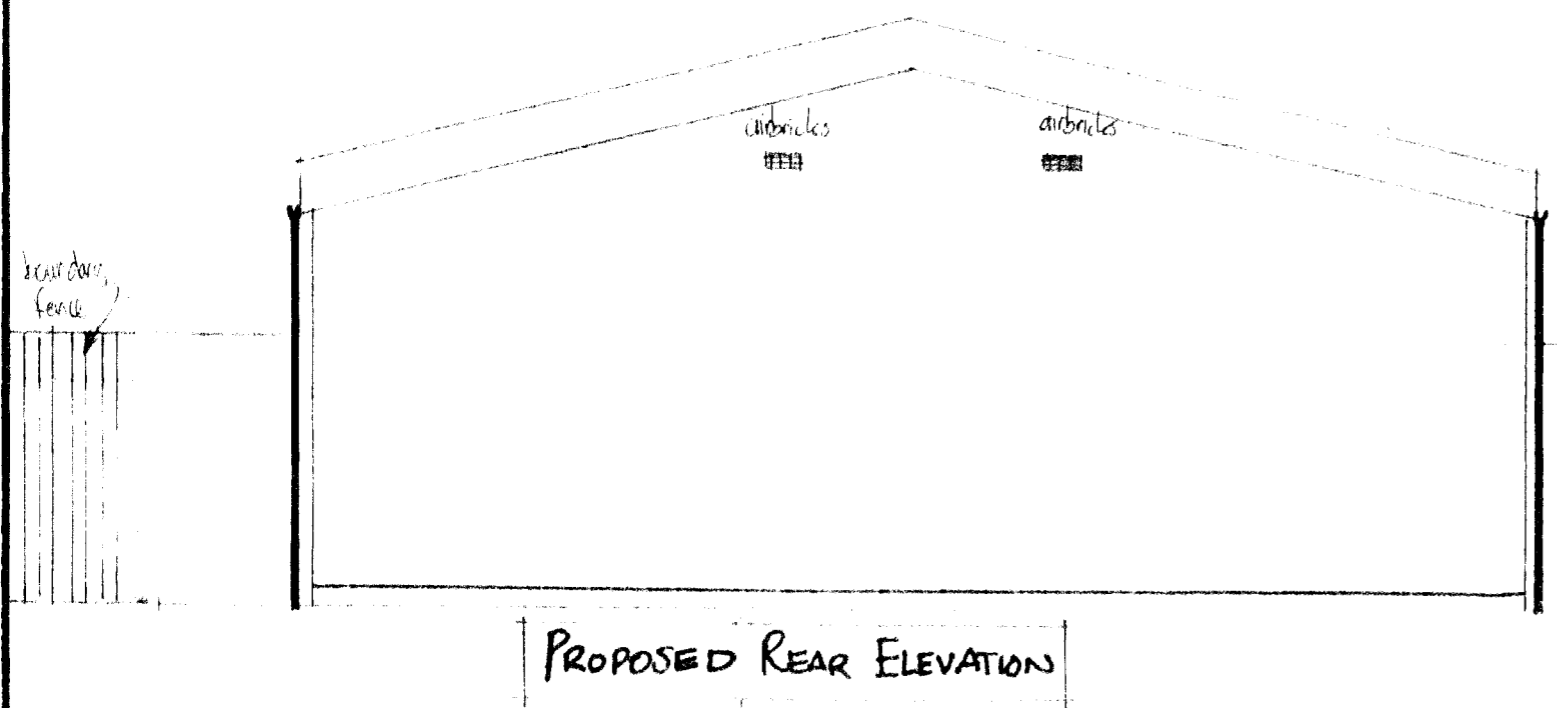 airbricks
airbricks
boundary
fence
PROPOSED REAR ELEVATION